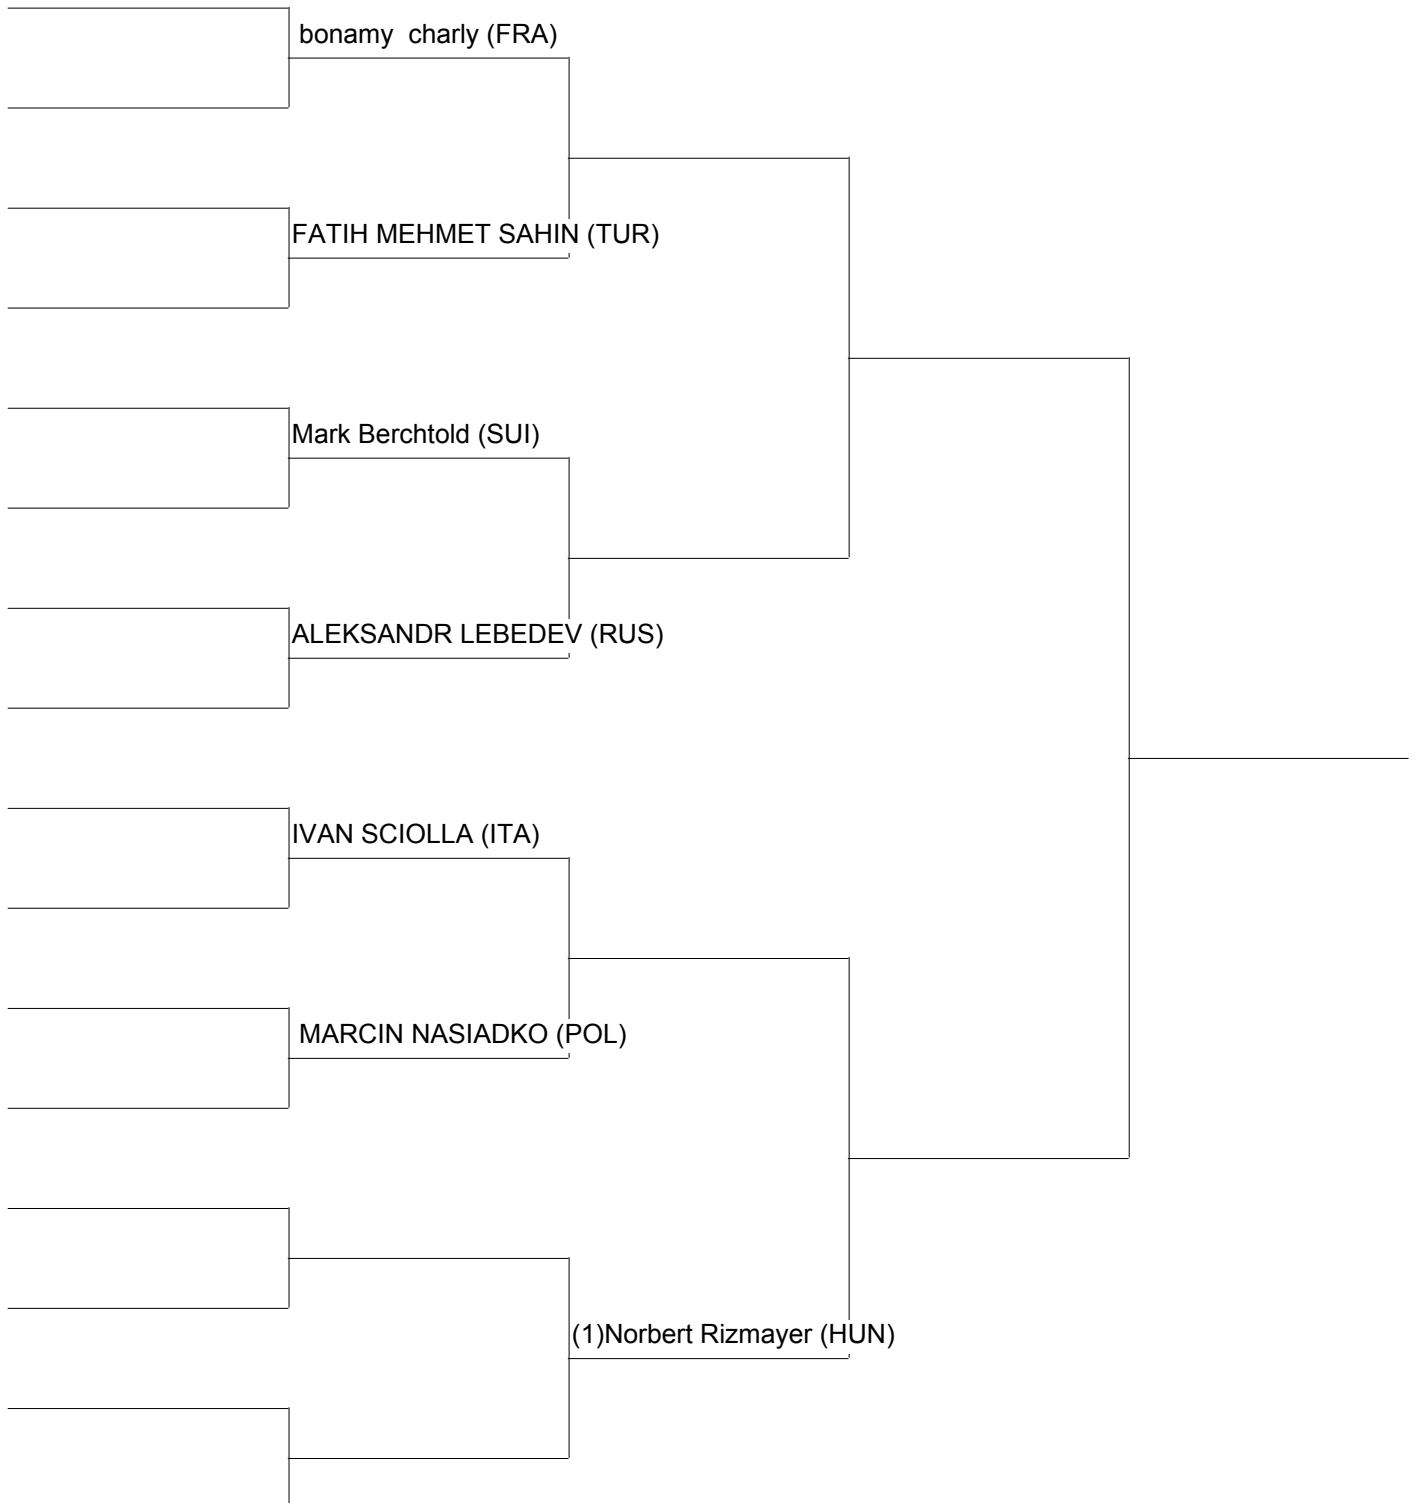 bonamy  charly (FRA)
FATIH MEHMET SAHIN (TUR)
Mark Berchtold (SUI)
ALEKSANDR LEBEDEV (RUS)
IVAN SCIOLLA (ITA)
MARCIN NASIADKO (POL)
(1)Norbert Rizmayer (HUN)